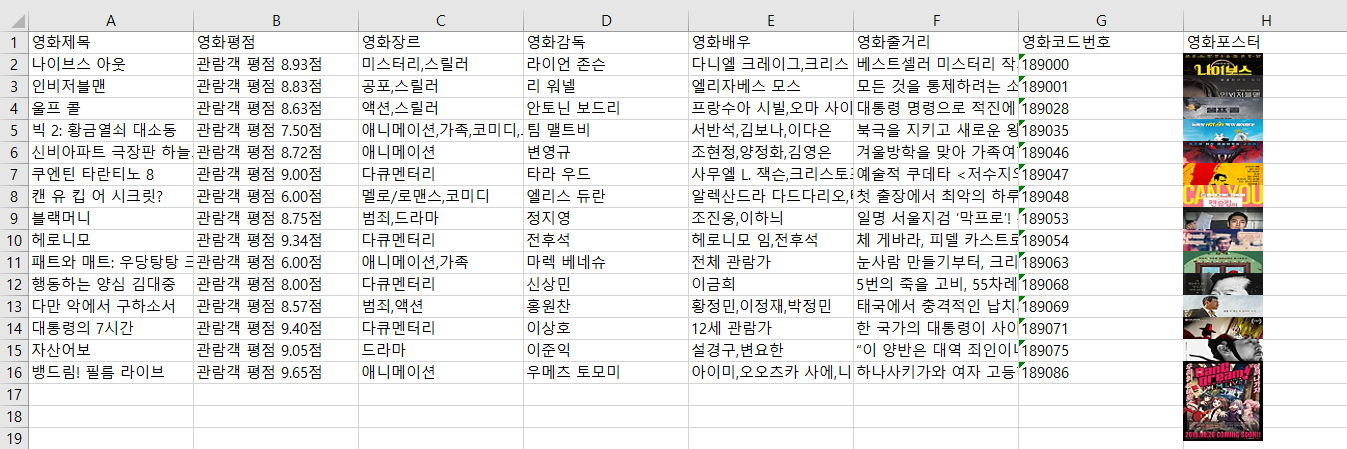 A B C D E F G H
1 영화제목 영화평점 영화장르 영화감독 영화배우 영화줄거리 영화코드번호 영화포스터
2 나이브스 아웃 관람객 평점 8.93점 미스터리,스릴러 라이언 존슨 다니엘 크레이그,크리스 베스트셀러 미스터리 작 189000 나이브스
3 인비저블맨 관람객 평점 8.83점 공포,스릴러 리 워넬 엘리자베스 모스 모든 것을 통제하려는 소 189001 인비저블맨
4 울프 콜 관람객 평점 8.63점 액션,스릴러 안토닌 보드리 프랑수아 시빌,오마 사이 대통령 명령으로 적진에 189028 울프콜
5 빅 2: 황금열쇠 대소동 관람객 평점 7.50점 애니메이션,가족,코미디, 팀 맬트비 서반석,김보나,이다은 북극을 지키고 새로운 왕 189035
6 신비아파트 극장판 하늘 관람객 평점 8.72점 애니메이션 변영규 조현정,양정화,김영은 겨울방학을 맞아 가족여 189046
7 쿠엔틴 타란티노 8 관람객 평점 9.00점 다큐멘터리 타라 우드 사무엘 L. 잭슨,크리스토 예술적 쿠데타 <저수지의 189047
8 캔 유 킵 어 시크릿? 관람객 평점 6.00점 멜로/로맨스,코미디 엘리스 듀란 알렉산드라 다드다리오, 첫 출장에서 최악의 하루 189048 CAN YOU
9 블랙머니 관람객 평점 8.75점 범죄,드라마 정지영 조진웅,이하늬 일명 서울지검 ‘막프로’! 189053
10 헤로니모 관람객 평점 9.34점 다큐멘터리 전후석 헤로니모 임,전후석 체 게바라, 피델 카스트로 189054
11 패트와 매트: 우당탕탕 관람객 평점 6.00점 애니메이션,가족 마렉 베네슈 전체 관람가 눈사람 만들기부터, 크리 189063
12 행동하는 양심 김대중 관람객 평점 8.00점 다큐멘터리 신상민 이금희 5번의 죽을 고비, 55차례 189068
13 다만 악에서 구하소서 관람객 평점 8.57점 범죄,액션 홍원찬 황정민,이정재,박정민 태국에서 충격적인 납치 189069
14 대통령의 7시간 관람객 평점 9.40점 다큐멘터리 이상호 12세 관람가 한 국가의 대통령이 사이 189071
15 자산어보 관람객 평점 9.05점 드라마 이준익 설경구,변요한 “이 양반은 대역 죄인이니 189075
16 뱅드림! 필름 라이브 관람객 평점 9.65점 애니메이션 우메츠 토모미 아이미,오오츠카 사에,니 하나사키가와 여자 고등 189086 BanG Dream!
17
18
19